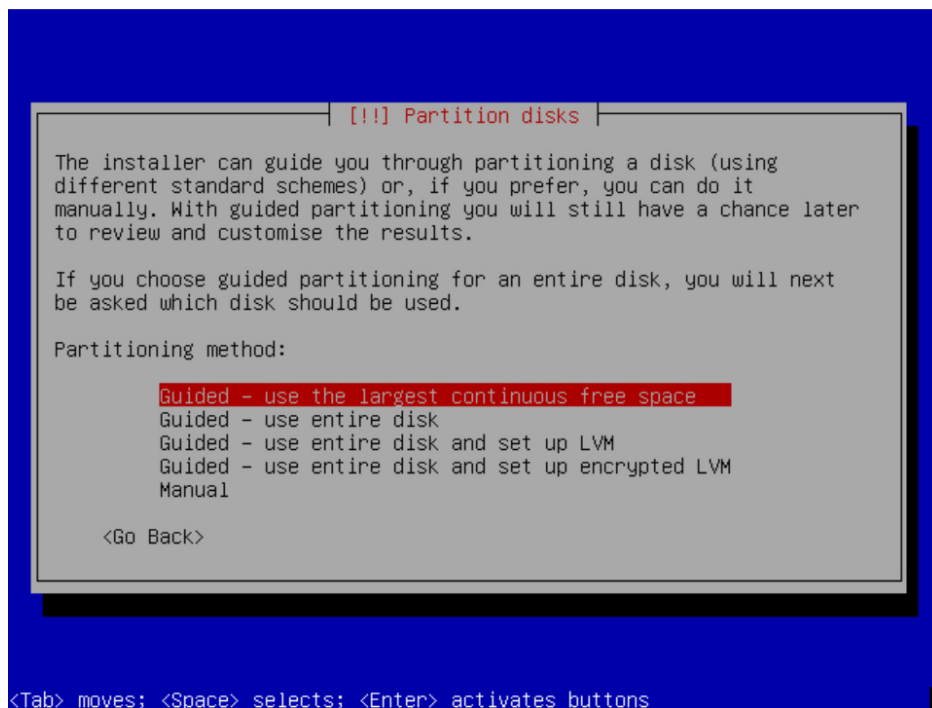 [!!] Partition disks
The installer can guide you through partitioning a disk (using
different standard schemes) or, if you prefer, you can do it
manually. With guided partitioning you will still have a chance later
to review and customise the results.
If you choose guided partitioning for an entire disk, you will next
be asked which disk should be used.
Partitioning method:
Guided – use the largest continuous free space
Guided – use entire disk
Guided – use entire disk and set up LVM
Guided – use entire disk and set up encrypted LVM
Manual
<Go Back>
<Tab> moves; <Space> selects; <Enter> activates buttons